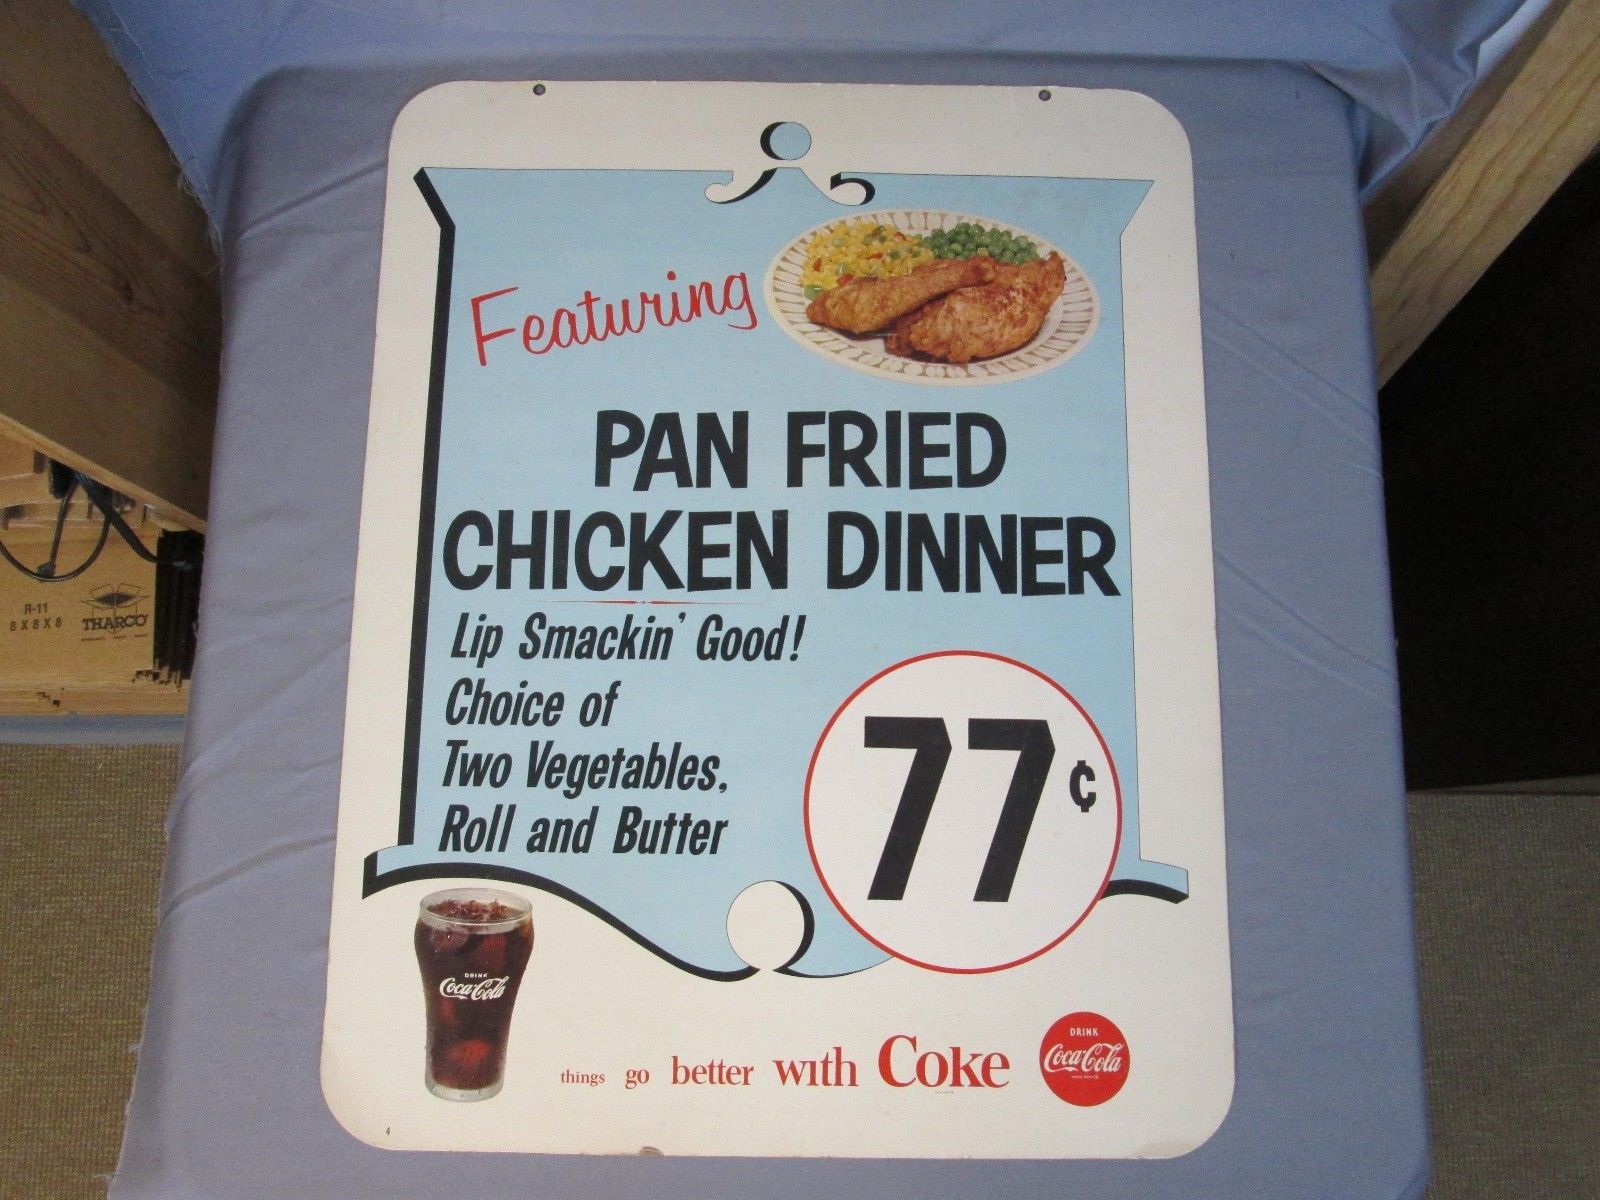 Featuring
PAN FRIED
CHICKEN DINNER
Lip Smackin' Good!
Choice of
Two Vegetables,
Roll and Butter
77¢
DRINK
Coca-Cola
things go better with Coke
DRINK
Coca-Cola
4
R-11
8X8X8
THARCO